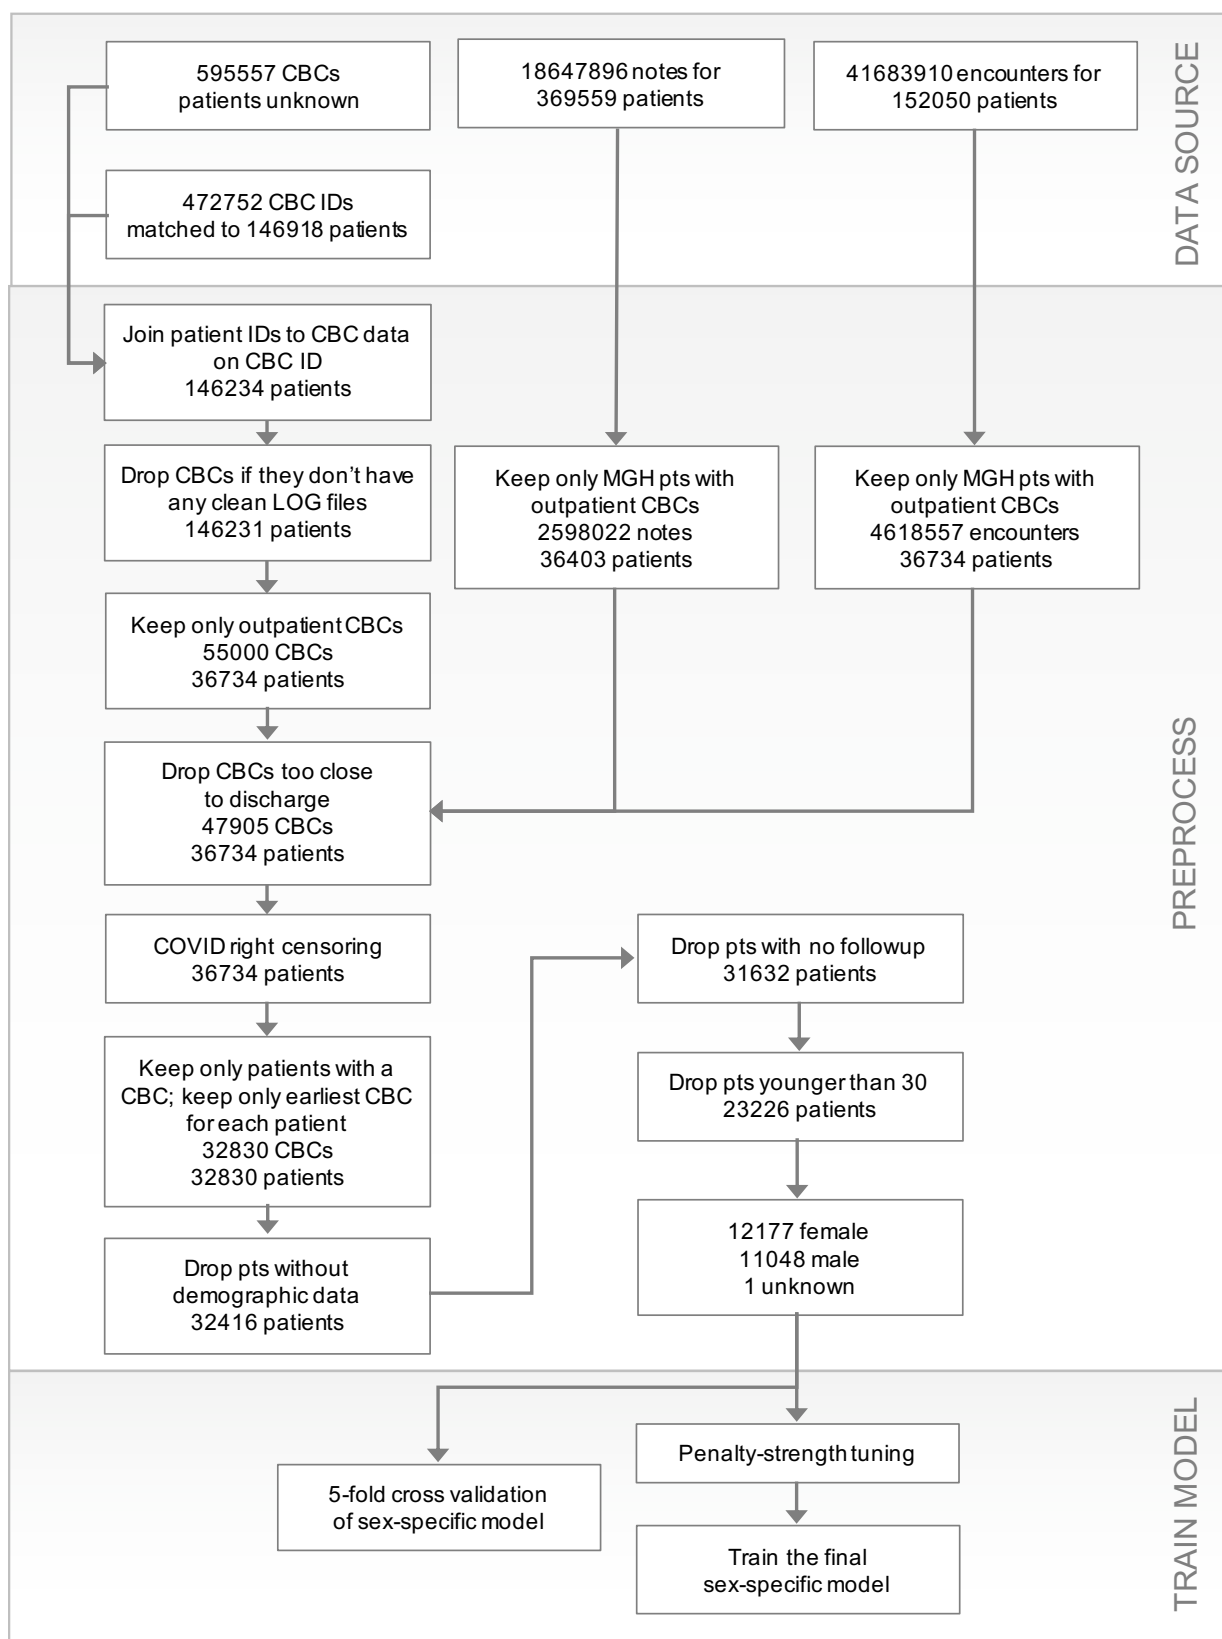 595557 CBCs
patients unknown
18647896 notes for
369559 patients
41683910 encounters for
152050 patients
472752 CBC IDs
matched to 146918 patients
DATA SOURCE
Join patient IDs to CBC data
on CBC ID
146234 patients
Drop CBCs if they don’t have
any clean LOG files
146231 patients
Keep only MGH pts with
outpatient CBCs
2598022 notes
36403 patients
Keep only MGH pts with
outpatient CBCs
4618557 encounters
36734 patients
Keep only outpatient CBCs
55000 CBCs
36734 patients
Drop CBCs too close
to discharge
47905 CBCs
36734 patients
COVID right censoring
36734 patients
Keep only patients with a
CBC; keep only earliest CBC
for each patient
32830 CBCs
32830 patients
Drop pts without
demographic data
32416 patients
Drop pts with no followup
31632 patients
Drop pts younger than 30
23226 patients
12177 female
11048 male
1 unknown
PREPROCESS
5-fold cross validation
of sex-specific model
Penalty-strength tuning
Train the final
sex-specific model
TRAIN MODEL